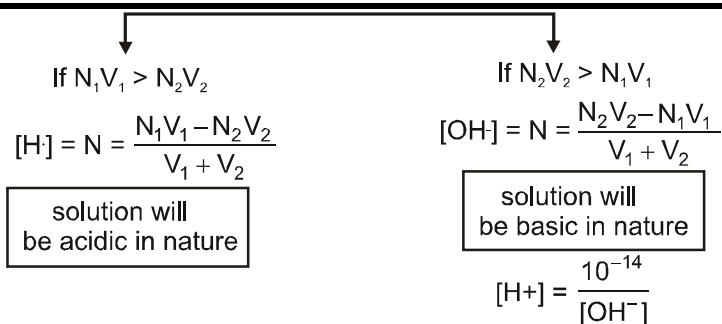 If N₁V₁ > N₂V₂
[H⁺] = N = (N₁V₁ – N₂V₂) / (V₁ + V₂)
solution will
be acidic in nature
If N₂V₂ > N₁V₁
[OH-] = N = (N₂V₂– N₁V₁) / (V₁ + V₂)
solution will
be basic in nature
[H+] = 10⁻¹⁴ / [OH⁻]